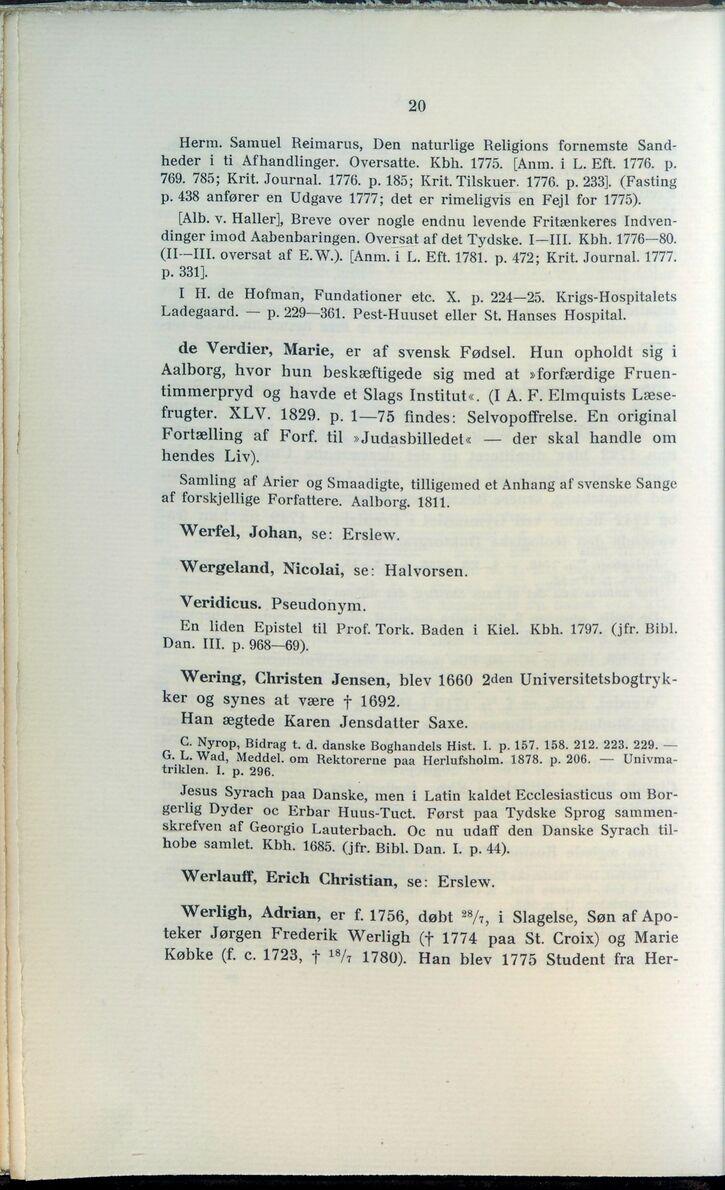 20
Herm. Samuel Reimarus, Den naturlige Religions fornemste Sand-
heder i ti Afhandlinger. Oversatte. Kbh. 1775. [Anm. i L. Eft. 1776. p.
769. 785; Krit. Journal. 1776. p. 185; Krit. Tilskuer. 1776. p. 233]. (Fasting
p. 438 anfører en Udgave 1777; det er rimeligvis en Fejl for 1775).
[Alb. v. Haller], Breve over nogle endnu levende Fritænkeres Indven-
dinger imod Aabenbaringen. Oversat af det Tydske. I—III. Kbh. 1776—80.
(II—III. oversat af E. W.). [Anm. i L. Eft. 1781. p. 472; Krit. Journal. 1777.
p. 331].
I H. de Hofman, Fundationer etc. X. p. 224—25. Krigs-Hospitalets
Ladegaard. — p. 229—361. Pest-Huuset eller St. Hanses Hospital.
de Verdier, Marie, er af svensk Fødsel. Hun opholdt sig i
Aalborg, hvor hun beskæftigede sig med at »forfærdige Fruen-
timmerpryd og havde et Slags Institut«. (I A. F. Elmquists Læse-
frugter. XLV. 1829. p. 1—75 findes: Selvopoffrelse. En original
Fortælling af Forf. til »Judasbilledet« — der skal handle om
hendes Liv).
Samling af Arier og Smaadigte, tilligemed et Anhang af svenske Sange
af forskjellige Forfattere. Aalborg. 1811.
Werfel, Johan, se: Erslew.
Wergeland, Nicolai, se: Halvorsen.
Veridicus. Pseudonym.
En liden Epistel til Prof. Tork. Baden i Kiel. Kbh. 1797. (jfr. Bibl.
Dan. III. p. 968—69).
Wering, Christen Jensen, blev 1660 2den Universitetsbogtryk-
ker og synes at være † 1692.
Han ægtede Karen Jensdatter Saxe.
C. Nyrop, Bidrag t. d. danske Boghandels Hist. I. p. 157. 158. 212. 223. 229. —
G. L. Wad, Meddel. om Rektorerne paa Herlufsholm. 1878. p. 206. — Univma-
triklen. I. p. 296.
Jesus Syrach paa Danske, men i Latin kaldet Ecclesiasticus om Bor-
gerlig Dyder oc Erbar Huus-Tuct. Først paa Tydske Sprog sammen-
skrefven af Georgio Lauterbach. Oc nu udaff den Danske Syrach til-
hobe samlet. Kbh. 1685. (jfr. Bibl. Dan. I. p. 44).
Werlauff, Erich Christian, se: Erslew.
Werligh, Adrian, er f. 1756, døbt ²⁸/₇, i Slagelse, Søn af Apo-
teker Jørgen Frederik Werligh († 1774 paa St. Croix) og Marie
Købke (f. c. 1723, † ¹⁸/₇ 1780). Han blev 1775 Student fra Her-